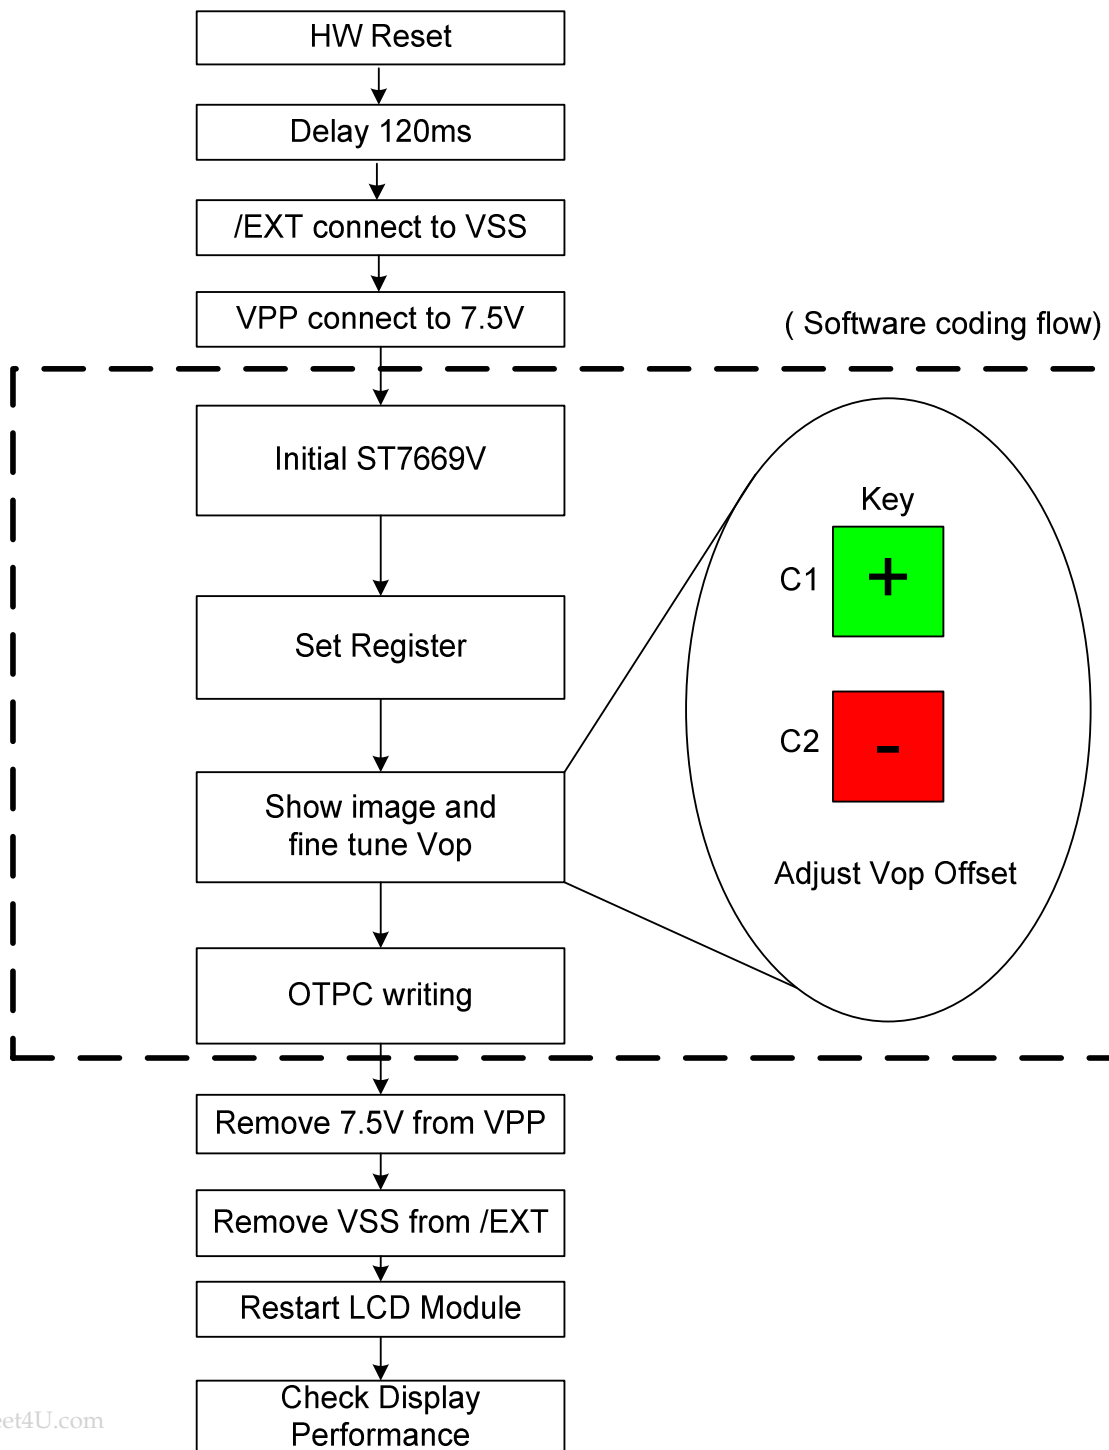 HW Reset
Delay 120ms
/EXT connect to VSS
VPP connect to 7.5V
( Software coding flow)
Initial ST7669V
Set Register
Show image and
fine tune Vop
OTPC writing
Key
C1
+
C2
-
Adjust Vop Offset
Remove 7.5V from VPP
Remove VSS from /EXT
Restart LCD Module
Check Display
Performance
et4U.com